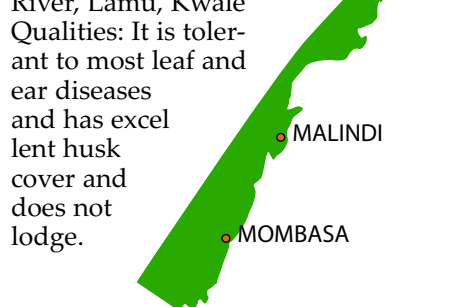 River, Lamu, Kwale
Qualities: It is toler-
ant to most leaf and
ear diseases
and has excel
lent husk
cover and
does not
lodge.
MALINDI
MOMBASA